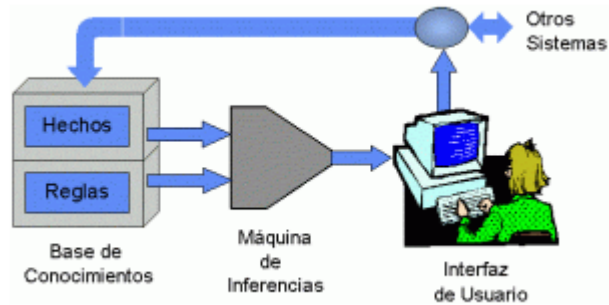 Otros
Sistemas
Hechos
Reglas
Base de
Conocimientos
Máquina
de
Inferencias
Interfaz
de Usuario